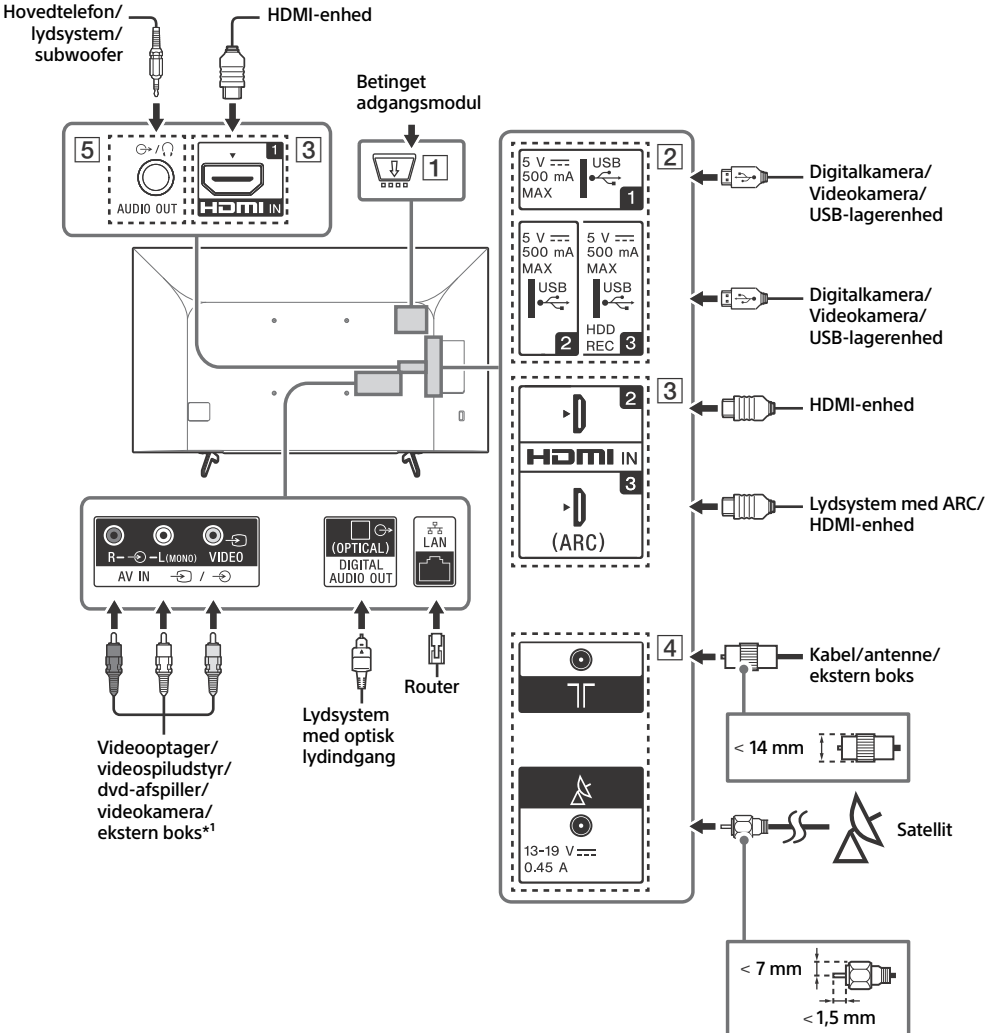 Hovedtelefon/
lydsystem/
subwoofer
HDMI-enhed
Betinget
adgangsmodul
5
AUDIO OUT
1
HDMI IN
3
1
5 V
500 mA
MAX
USB
1
2
5 V
500 mA
MAX
USB
2
5 V
500 mA
MAX
USB
HDD
REC 3
Digitalkamera/
Videokamera/
USB-lagerenhed
Digitalkamera/
Videokamera/
USB-lagerenhed
2
3
HDMI IN
3
(ARC)
HDMI-enhed
Lydsystem med ARC/
HDMI-enhed
R- -L(MONO) VIDEO
AV IN /
(OPTICAL)
DIGITAL
AUDIO OUT
LAN
Videooptager/
videospiludstyr/
dvd-afspiller/
videokamera/
ekstern boks*1
Lydsystem
med optisk
lydindgang
Router
4
Kabel/antenne/
ekstern boks
< 14 mm
13-19 V
0.45 A
Satellit
< 7 mm
< 1,5 mm